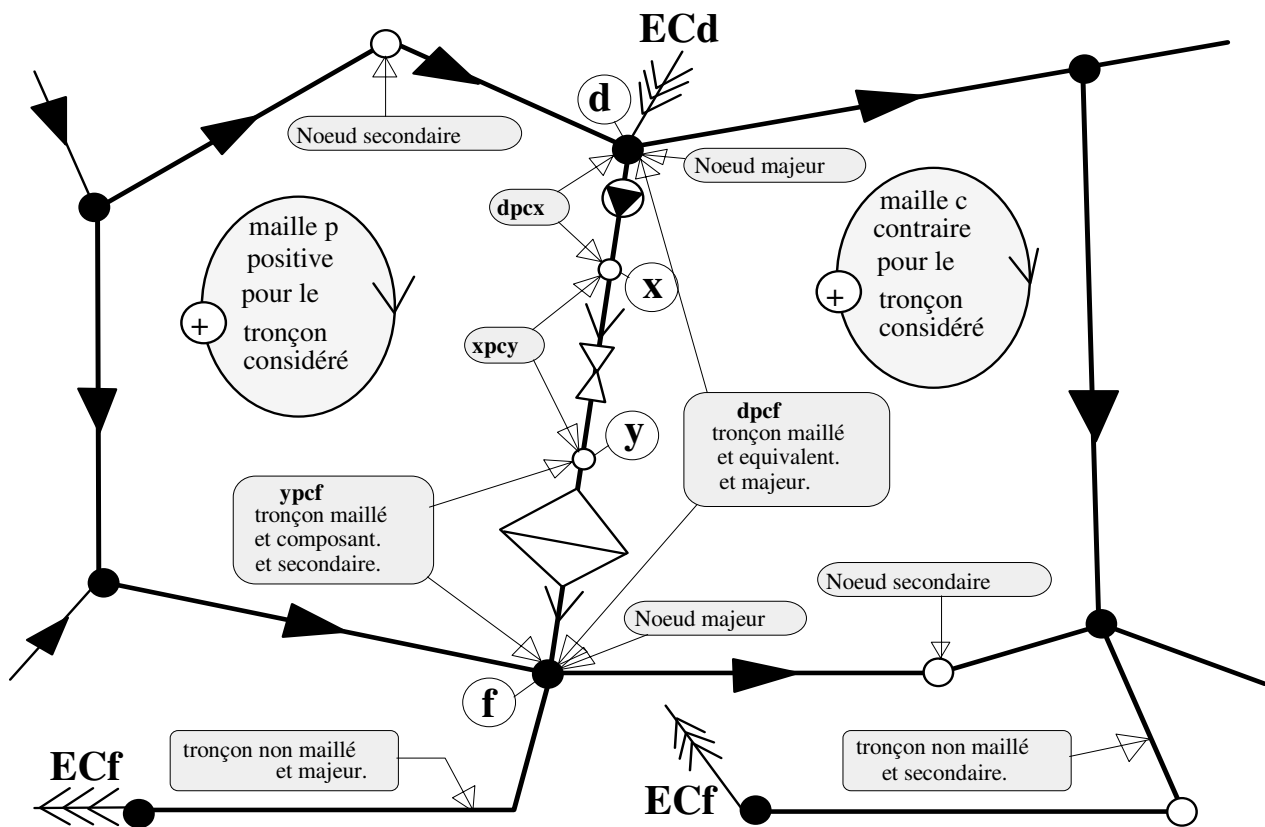 ECd
d
Noeud secondaire
Noeud majeur
dpcx
maille p
positive
pour le
tronçon
considéré
+
maille c
contraire
pour le
tronçon
considéré
+
x
xpcy
dpcf
tronçon maillé
et equivalent.
et majeur.
y
ypcf
tronçon maillé
et composant.
et secondaire.
Noeud secondaire
Noeud majeur
f
tronçon non maillé
et majeur.
ECf
ECf
tronçon non maillé
et secondaire.